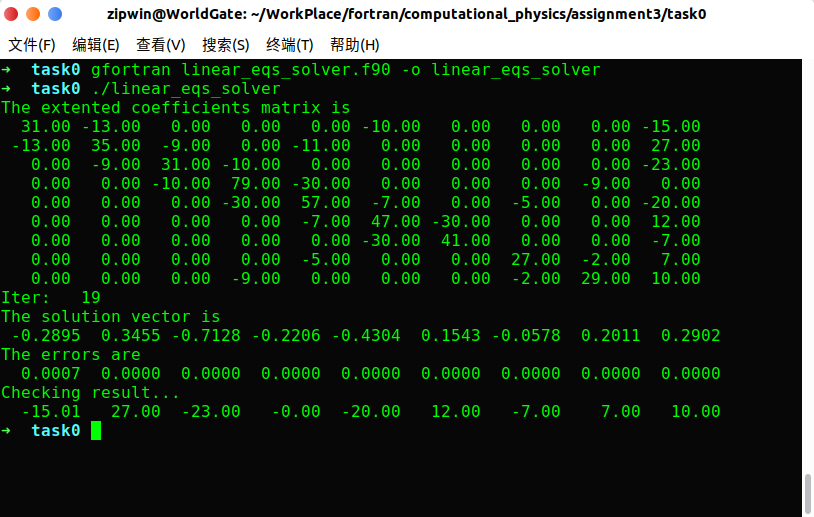 zipwin@WorldGate: ~/WorkPlace/fortran/computational_physics/assignment3/task0
文件(F) 编辑(E) 查看(V) 搜索(S) 终端(T) 帮助(H)
➜  task0 gfortran linear_eqs_solver.f90 -o linear_eqs_solver
➜  task0 ./linear_eqs_solver
The extented coefficients matrix is
  31.00 -13.00   0.00   0.00   0.00 -10.00   0.00   0.00   0.00 -15.00
 -13.00  35.00  -9.00   0.00 -11.00   0.00   0.00   0.00   0.00  27.00
   0.00  -9.00  31.00 -10.00   0.00   0.00   0.00   0.00   0.00 -23.00
   0.00   0.00 -10.00  79.00 -30.00   0.00   0.00   0.00  -9.00   0.00
   0.00   0.00   0.00 -30.00  57.00  -7.00   0.00  -5.00   0.00 -20.00
   0.00   0.00   0.00   0.00  -7.00  47.00 -30.00   0.00   0.00  12.00
   0.00   0.00   0.00   0.00   0.00 -30.00  41.00   0.00   0.00  -7.00
   0.00   0.00   0.00   0.00  -5.00   0.00   0.00  27.00  -2.00   7.00
   0.00   0.00   0.00  -9.00   0.00   0.00   0.00  -2.00  29.00  10.00
Iter:   19
The solution vector is
 -0.2895  0.3455 -0.7128 -0.2206 -0.4304  0.1543 -0.0578  0.2011  0.2902
The errors are
  0.0007  0.0000  0.0000  0.0000  0.0000  0.0000  0.0000  0.0000  0.0000
Checking result...
  -15.01   27.00  -23.00   -0.00  -20.00   12.00   -7.00    7.00   10.00
➜  task0